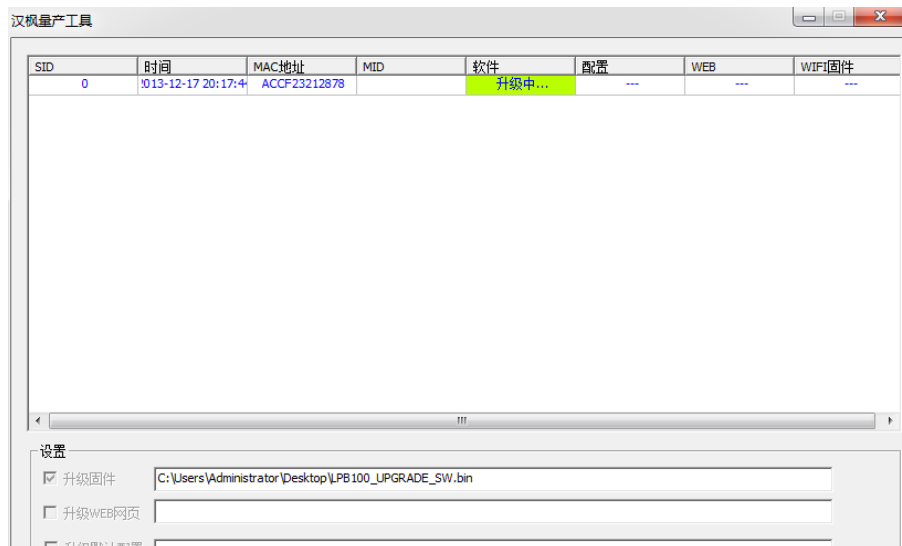 汉枫量产工具
SID 时间 MAC地址 MID 软件 配置 WEB WIFI固件
0 013-12-17 20:17:4 ACCF23212878 升级中... --- --- ---
设置
升级固件 C:\Users\Administrator\Desktop\LPB100_UPGRADE_SW.bin
升级WEB网页